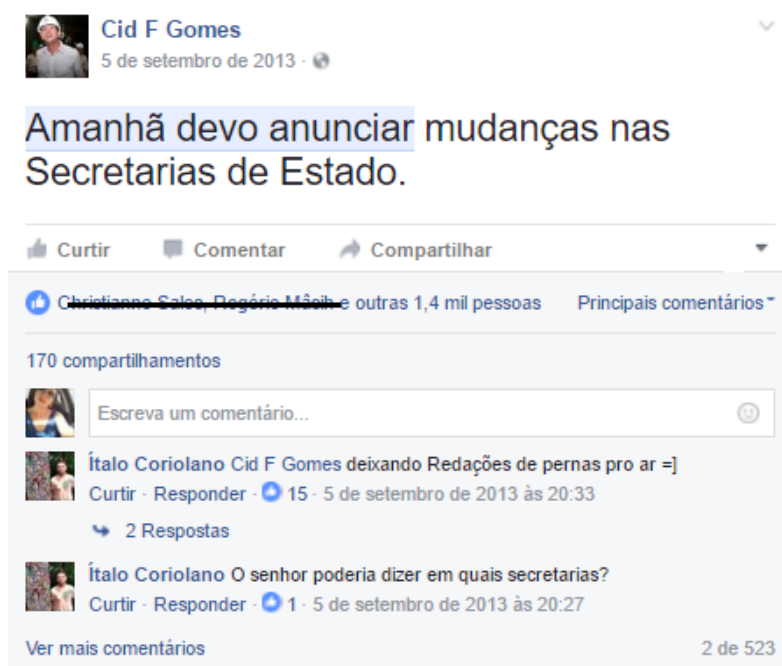 Cid F Gomes
5 de setembro de 2013 ·
Amanhã devo anunciar mudanças nas
Secretarias de Estado.
Curtir Comentar Compartilhar
e outras 1,4 mil pessoas Principais comentários
170 compartilhamentos
Escreva um comentário...
Ítalo Coriolano Cid F Gomes deixando Redações de pernas pro ar =]
Curtir · Responder · 15 · 5 de setembro de 2013 às 20:33
2 Respostas
Ítalo Coriolano O senhor poderia dizer em quais secretarias?
Curtir · Responder · 1 · 5 de setembro de 2013 às 20:27
Ver mais comentários 2 de 523